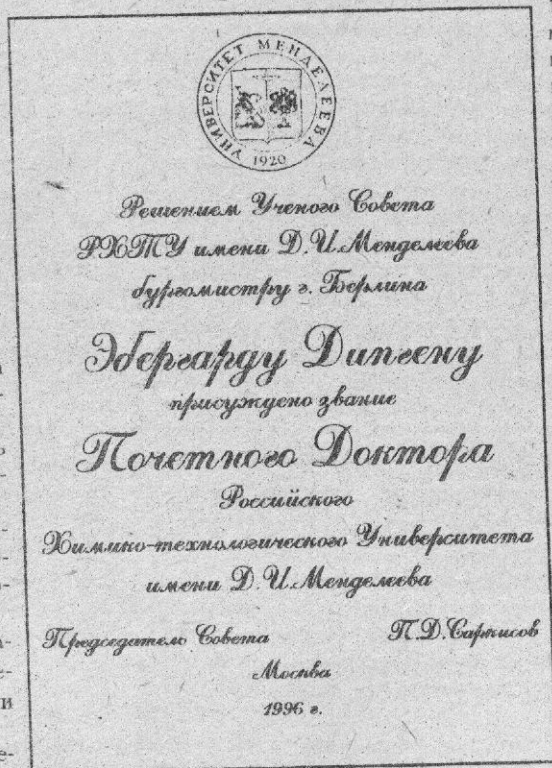 УНИВЕРСИТЕТ МЕНДЕЛЕЕВА
1920
Решением Ученого Совета
РХТУ имени Д.И.Менделеева
бургомистру г. Берлина
Эбергарду Дипгену
присуждено звание
Почетного Доктора
Российского
Химико-технологического Университета
имени Д.И.Менделеева
Председатель Совета П.Д.Саркисов
Москва
1996 г.